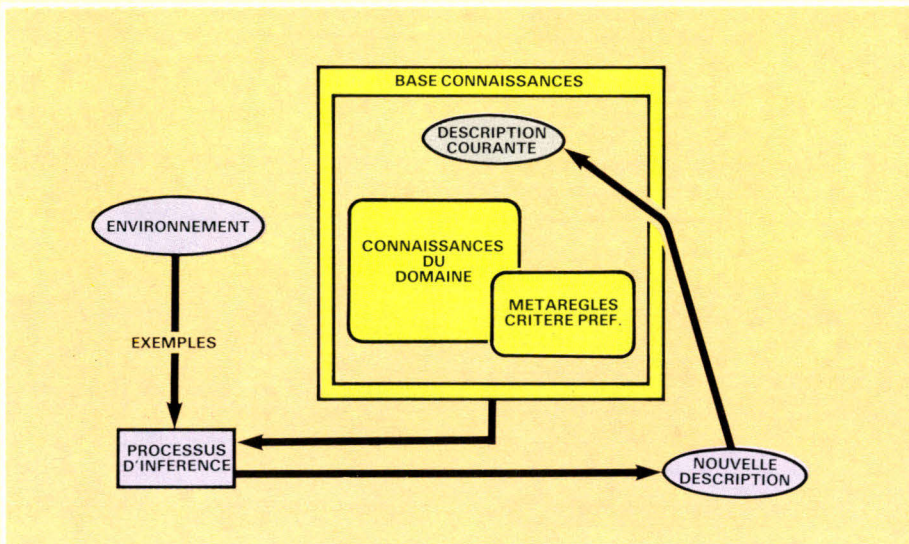 BASE CONNAISSANCES
DESCRIPTION
COURANTE
ENVIRONNEMENT
CONNAISSANCES
DU
DOMAINE
METAREGLES
CRITERE PREF.
EXEMPLES
PROCESSUS
D'INFERENCE
NOUVELLE
DESCRIPTION